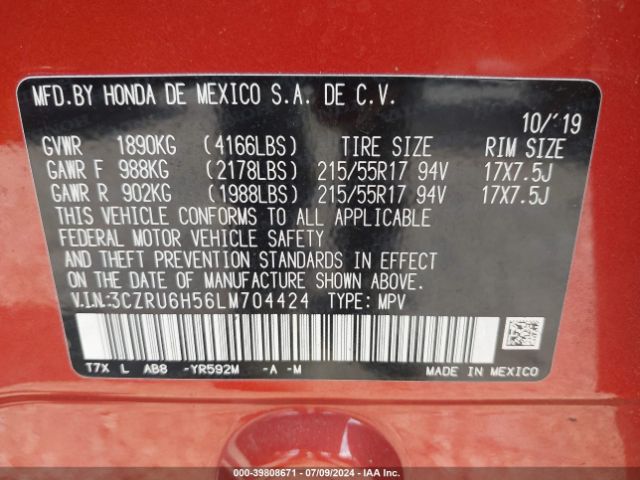 MFD.BY HONDA DE MEXICO S.A. DE C.V.
10/'19
GVWR 1890KG (4166LBS) TIRE SIZE RIM SIZE
GAWR F 988KG (2178LBS) 215/55R17 94V 17X7.5J
GAWR R 902KG (1988LBS) 215/55R17 94V 17X7.5J
THIS VEHICLE CONFORMS TO ALL APPLICABLE
FEDERAL MOTOR VEHICLE SAFETY
AND THEFT PREVENTION STANDARDS IN EFFECT
ON THE DATE OF MANUFACTURE SHOWN ABOVE.
V.I.N.:3CZRU6H56LM704424 TYPE: MPV
T7X L AB8 -YR592M -A -M MADE IN MEXICO
000-39808671 - 07/09/2024 - IAA Inc.